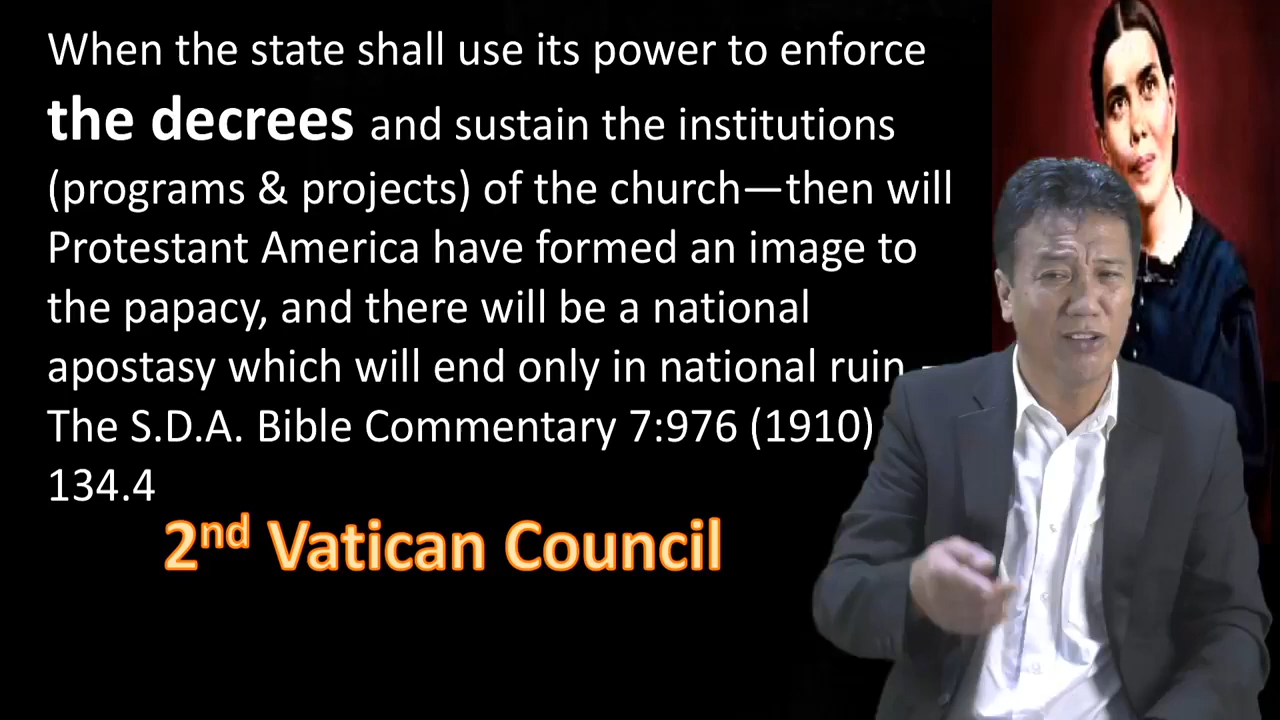 When the state shall use its power to enforce
the decrees and sustain the institutions
(programs & projects) of the church—then will
Protestant America have formed an image to
the papacy, and there will be a national
apostasy which will end only in national ruin.-
The S.D.A. Bible Commentary 7:976 (1910)
134.4
2nd Vatican Council